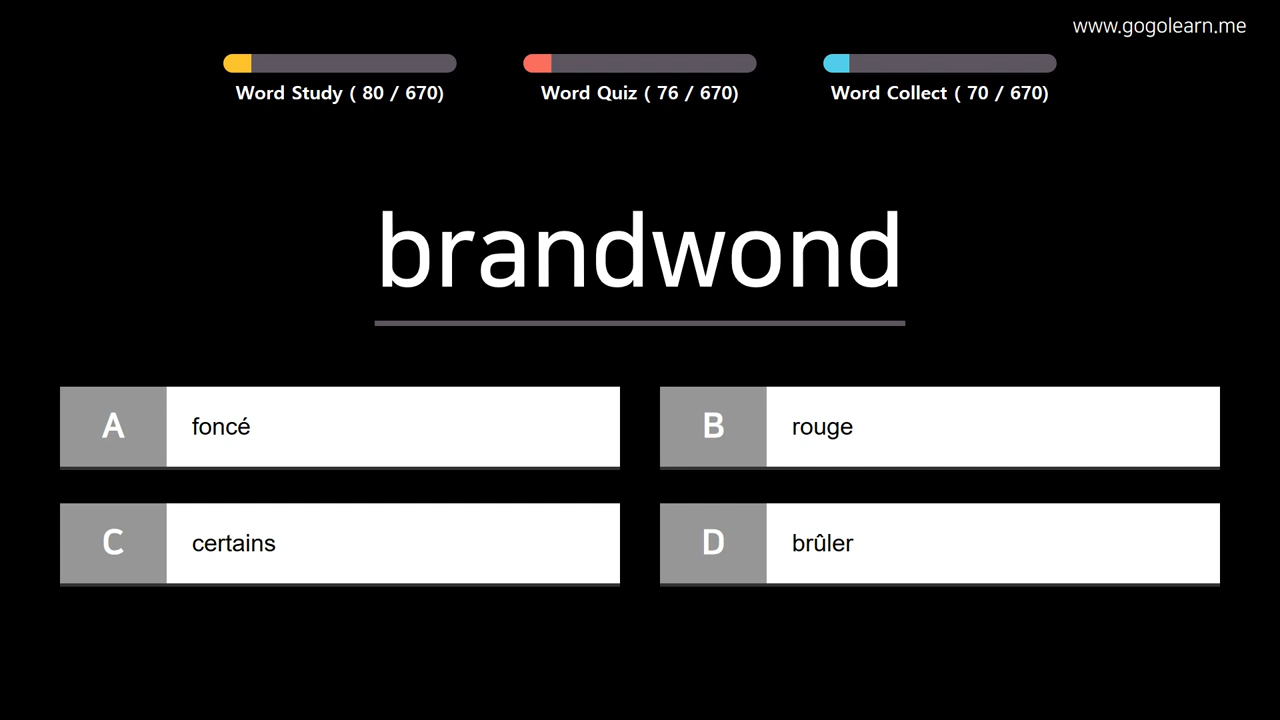 www.gogolearn.me
Word Study ( 80 / 670)
Word Quiz ( 76 / 670)
Word Collect ( 70 / 670)
brandwond
A foncé
B rouge
C certains
D brûler